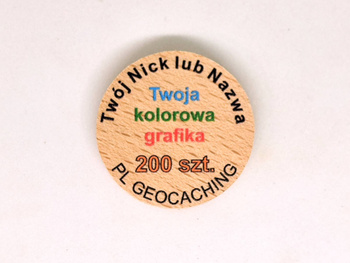 Twój Nick lub Nazwa
Twoja
kolorowa
grafika
200 szt.
PL GEOCACHING